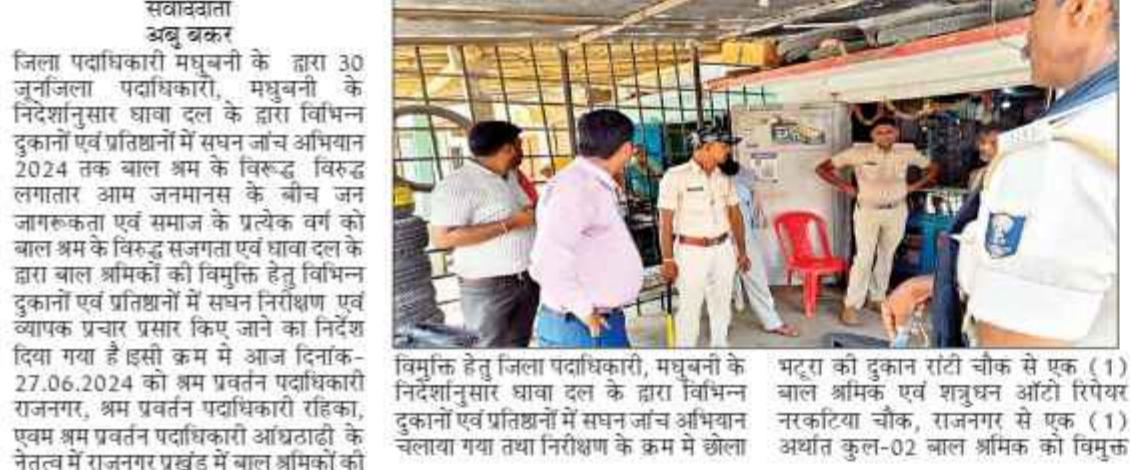 संवाददाता
अबु बकर
जिला पदाधिकारी मधुबनी के द्वारा 30
जूनजिला पदाधिकारी, मधुबनी के
निदेशानुसार धावा दल के द्वारा विभिन्न
दुकानों एवं प्रतिष्ठानों में सघन जांच अभियान
2024 तक बाल श्रम के विरूद्ध विरुद्ध
लगातार आम जनमानस के बीच जन
जागरूकता एवं समाज के प्रत्येक वर्ग को
बाल श्रम के विरुद्ध सजगता एवं धावा दल के
द्वारा बाल श्रमिकों की विमुक्ति हेतु विभिन्न
दुकानों एवं प्रतिष्ठानों में सघन निरीक्षण एवं
व्यापक प्रचार प्रसार किए जाने का निर्देश
दिया गया है।इसी क्रम मे आज दिनांक-
27.06.2024 को श्रम प्रवर्तन पदाधिकारी
राजनगर, श्रम प्रवर्तन पदाधिकारी रहिका,
एवम श्रम प्रवर्तन पदाधिकारी आंधठाढी के
नेतृत्व में राजनगर प्रखंड में बाल श्रमिकों की
विमुक्ति हेतु जिला पदाधिकारी, मधुबनी के
निदेशानुसार धावा दल के द्वारा विभिन्न
दुकानों एवं प्रतिष्ठानों में सघन जांच अभियान
चलाया गया तथा निरीक्षण के क्रम मे छोला
भटूरा की दुकान रांटी चौक से एक (1)
बाल श्रमिक एवं शत्रुधन ऑटो रिपेयर
नरकटिया चौक, राजनगर से एक (1)
अर्थात कुल-02 बाल श्रमिक को विमुक्त